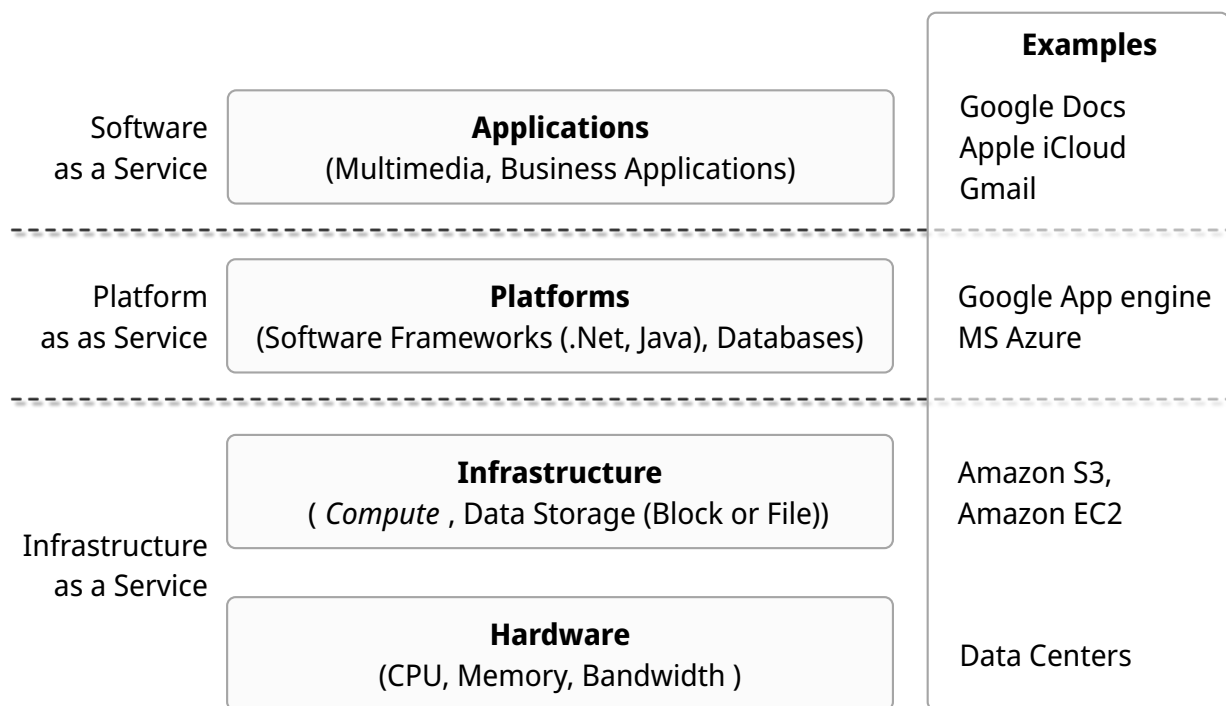 Examples
Software
as a Service
Applications
(Multimedia, Business Applications)
Google Docs
Apple iCloud
Gmail
Platform
as as Service
Platforms
(Software Frameworks (.Net, Java), Databases)
Google App engine
MS Azure
Infrastructure
as a Service
Infrastructure
( Compute , Data Storage (Block or File))
Amazon S3,
Amazon EC2
Hardware
(CPU, Memory, Bandwidth )
Data Centers